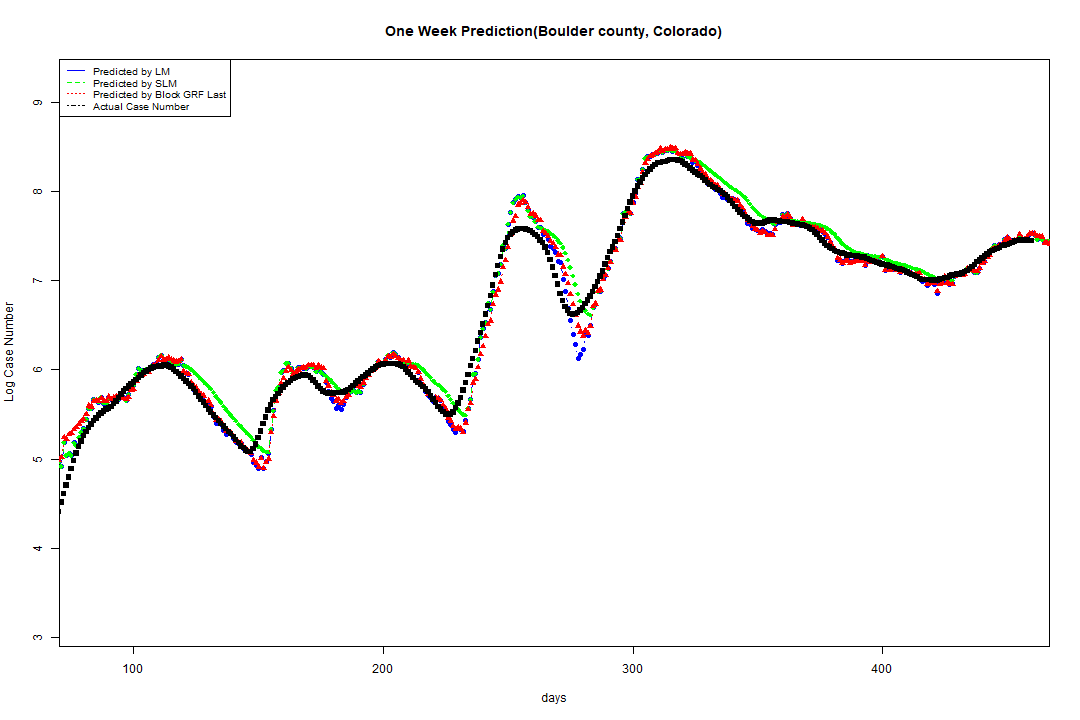 One Week Prediction(Boulder county, Colorado)
Predicted by LM
Predicted by SLM
Predicted by Block GRF Last
Actual Case Number
9
8
7
6
5
4
3
Log Case Number
100 200 300 400
days